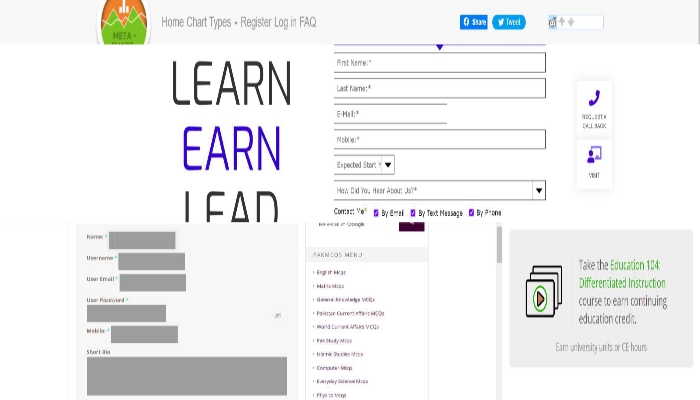 META -
Home Chart Types Register Log in FAQ
Share
Tweet
LEARN
EARN
LEAD
First Name:*
Last Name:*
E-Mail:*
Mobile:*
Expected Start Y
How Did You Hear About Us?*
Contact Me* By Email By Text Message By Phone
REQUEST A
CALL BACK
VISIT
Name: *
Username *
User Email *
User Password *
Mobile: *
Short Bio
PAKMCQS MENU!
English Mcqs
Maths Mcqs
General Knowledge MCQs
Pakistan Current Affairs MCQs
World Current Affairs MCQs
Pak Study Mcqs
Islamic Studies Mcqs
Computer Mcqs
Everyday Science Mcqs
Physics Mcqs
Take the Education 104:
Differentiated Instruction
course to earn continuing
education credit.
Earn university units or CE hours